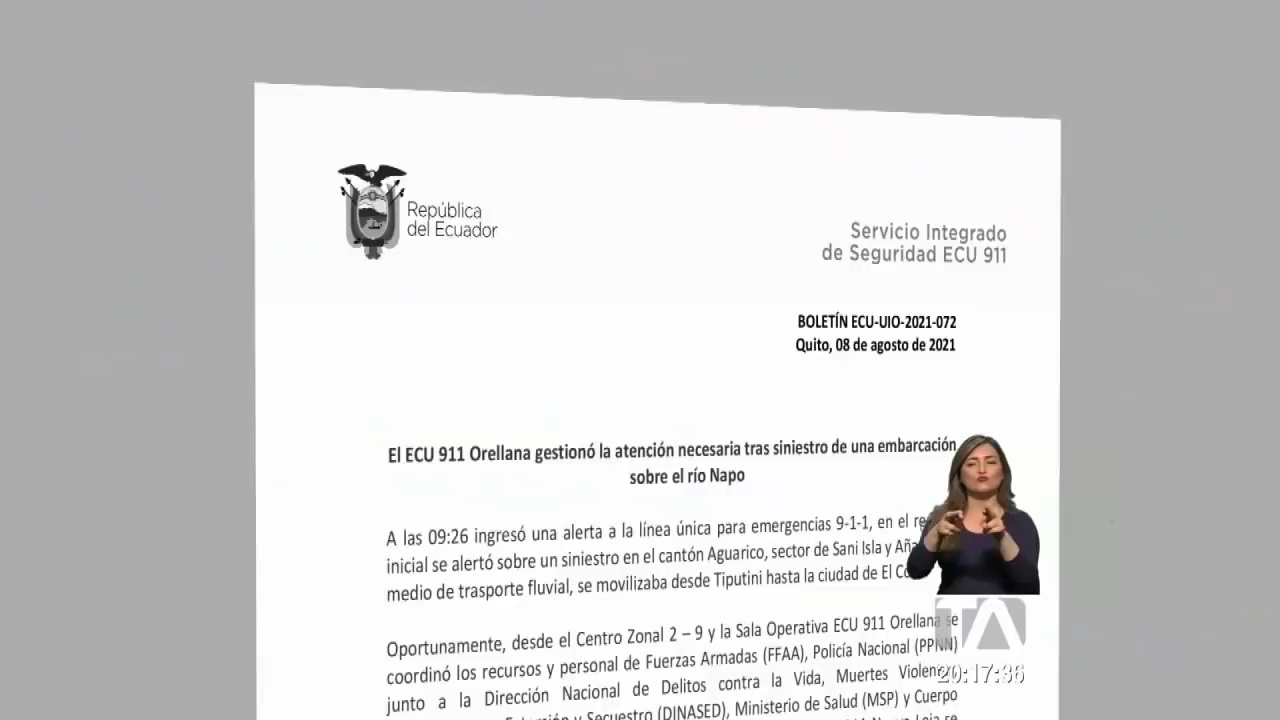 República
del Ecuador
Servicio Integrado
de Seguridad ECU 911
BOLETÍN ECU-UIO-2021-072
Quito, 08 de agosto de 2021
El ECU 911 Orellana gestionó la atención necesaria tras siniestro de una embarcación
sobre el río Napo
A las 09:26 ingresó una alerta a la línea única para emergencias 9-1-1, en el
inicial se alertó sobre un siniestro en el cantón Aguarico, sector de Sani Isla y
medio de trasporte fluvial, se movilizaba desde Tiputini hasta la ciudad de El
Oportunamente, desde el Centro Zonal 2 – 9 y la Sala Operativa ECU 911 Orellana se
coordinó los recursos y personal de Fuerzas Armadas (FFAA), Policía Nacional (PPNN)
junto a la Dirección Nacional de Delitos contra la Vida, Muertes
y Secuestro (DINASED), Ministerio de Salud (MSP) y Cuerpo
se
TA
20:17:36